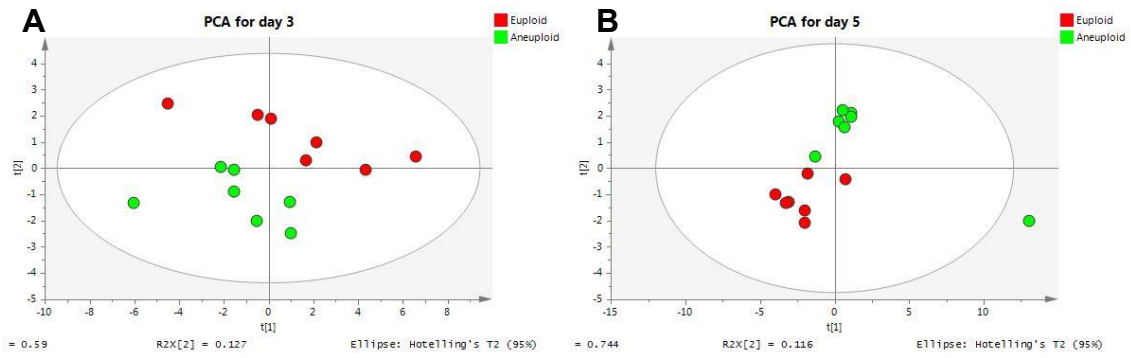 A
PCA for day 3
Euploid
Aneuploid
4
3
2
1
0
-1
-2
-3
-4
-5
t[2]
-10 -8 -6 -4 -2 0 2 4 6 8
t[1]
= 0.59 R2X[2] = 0.127 Ellipse: Hotelling's T2 (95%)
B
PCA for day 5
Euploid
Aneuploid
4
3
2
1
0
-1
-2
-3
-4
-5
t[2]
-15 -10 -5 0 5 10
t[1]
= 0.744 R2X[2] = 0.116 Ellipse: Hotelling's T2 (95%)